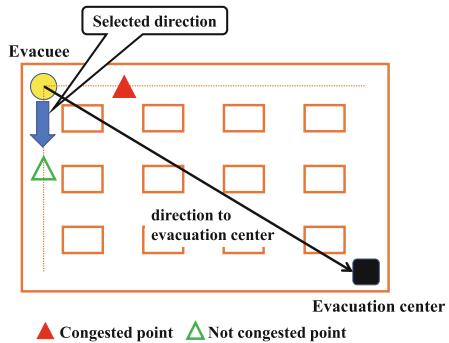 Selected direction
Evacuee
direction to
evacuation center
Evacuation center
Congested point
Not congested point